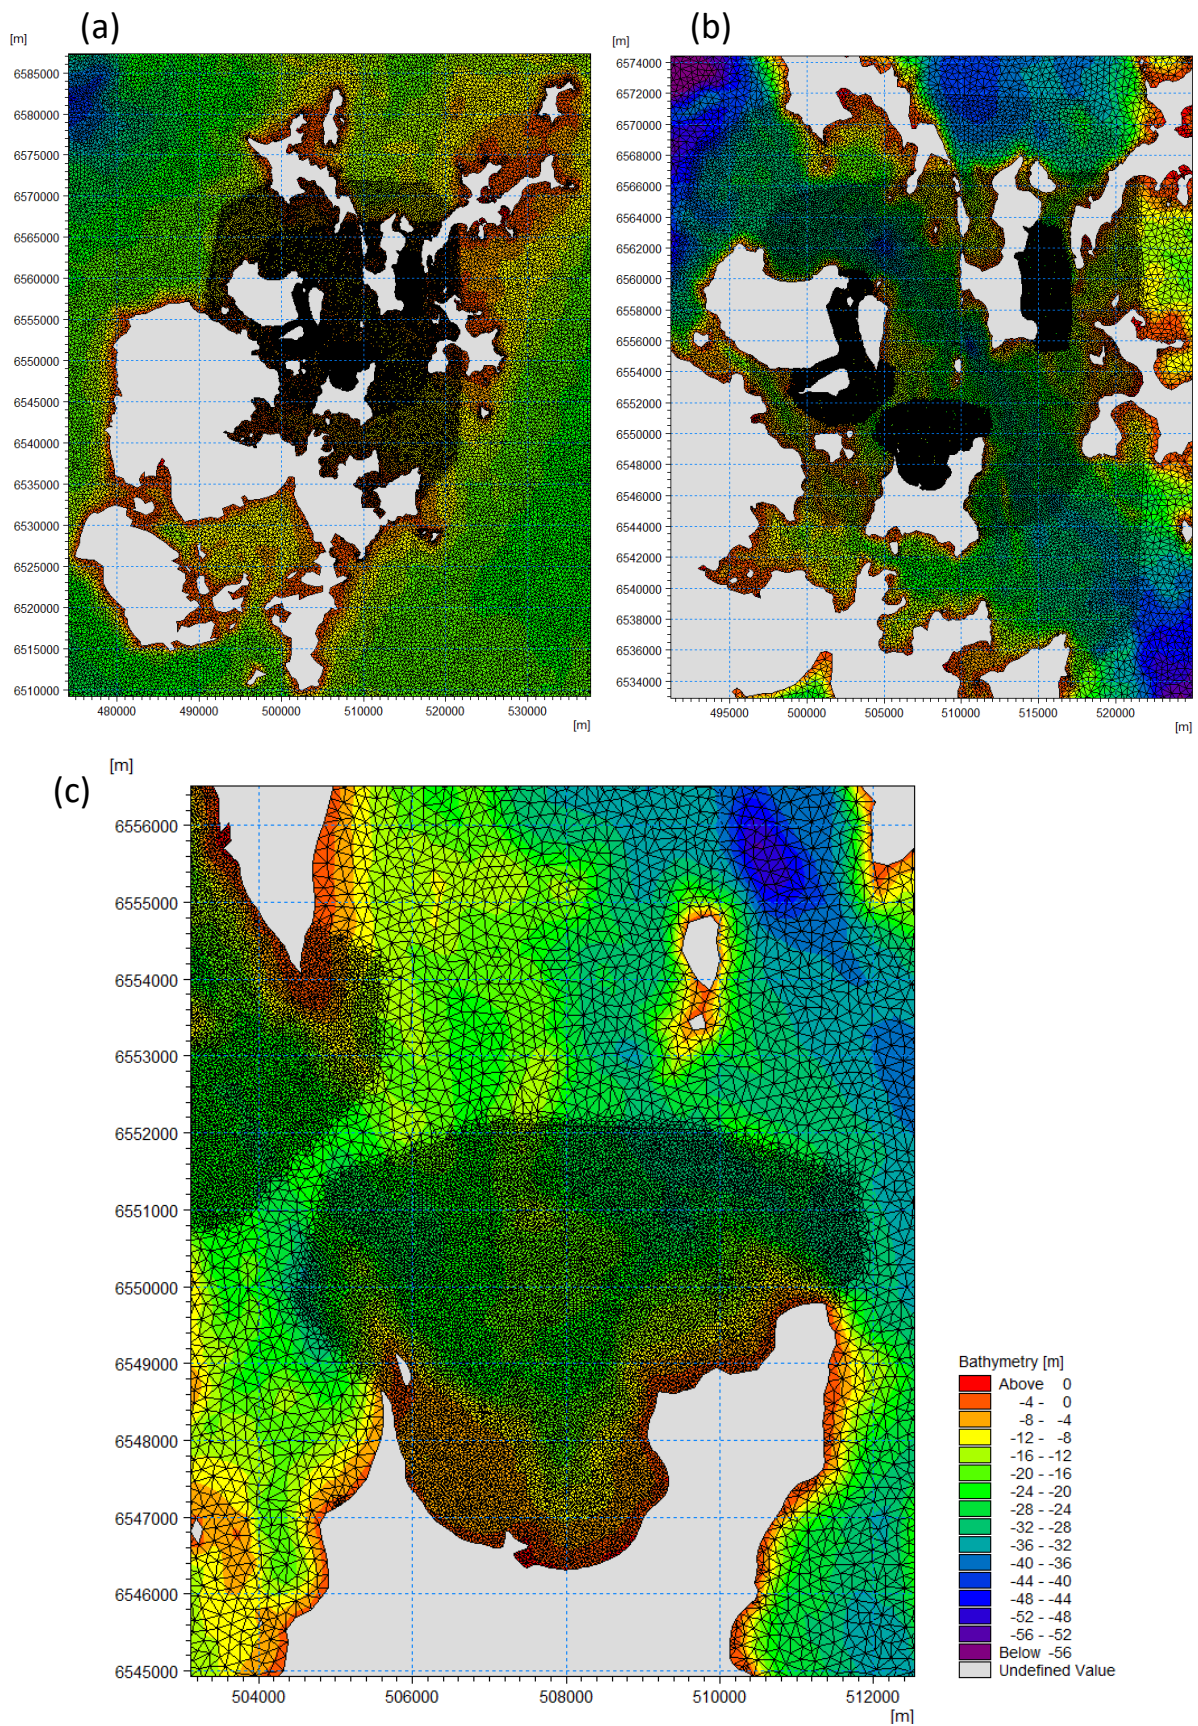 (a)
[m]
6585000
6580000
6575000
6570000
6565000
6560000
6555000
6550000
6545000
6540000
6535000
6530000
6525000
6520000
6515000
6510000
480000 490000 500000 510000 520000 530000
[m]
(b)
[m]
6574000
6572000
6570000
6568000
6566000
6564000
6562000
6560000
6558000
6556000
6554000
6552000
6550000
6548000
6546000
6544000
6542000
6540000
6538000
6536000
6534000
495000 500000 505000 510000 515000 520000
[m]
(c)
[m]
6556000
6555000
6554000
6553000
6552000
6551000
6550000
6549000
6548000
6547000
6546000
6545000
504000 506000 508000 510000 512000
[m]
Bathymetry [m]
Above 0
-4 - 0
-8 - -4
-12 - -8
-16 - -12
-20 - -16
-24 - -20
-28 - -24
-32 - -28
-36 - -32
-40 - -36
-44 - -40
-48 - -44
-52 - -48
-56 - -52
Below -56
Undefined Value